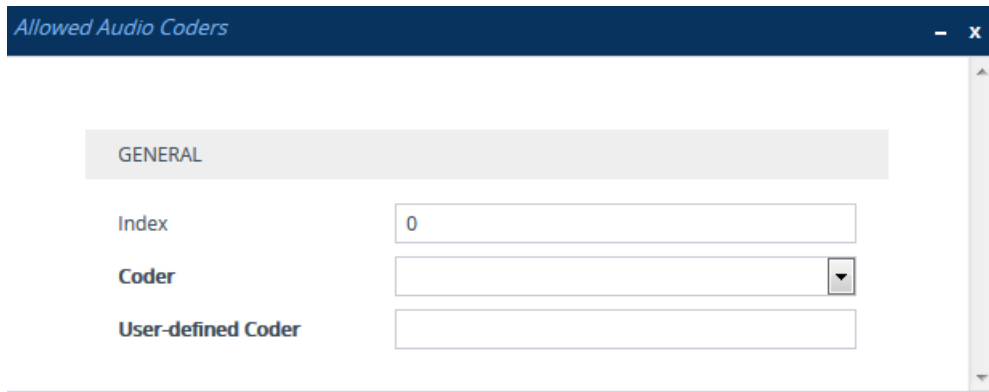 Allowed Audio Coders – x
GENERAL
Index 0
Coder
User-defined Coder